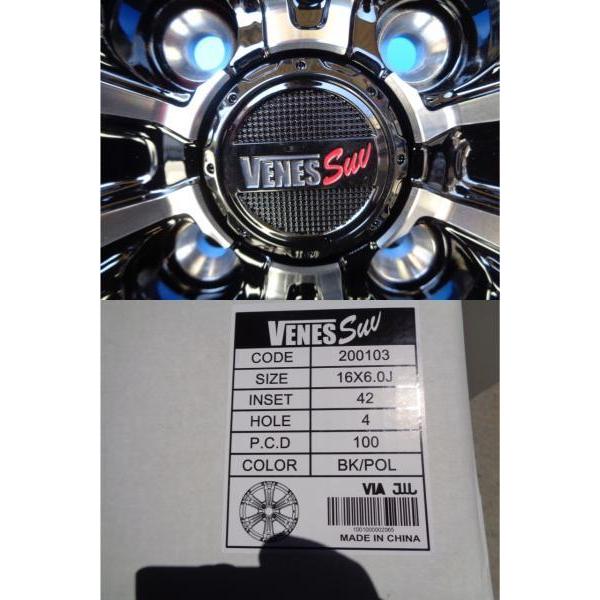 VENES Suv
VENES Suv
CODE 200103
SIZE 16X6.0J
INSET 42
HOLE 4
P.C.D 100
COLOR BK/POL
VIA JWL
1001000002065
MADE IN CHINA